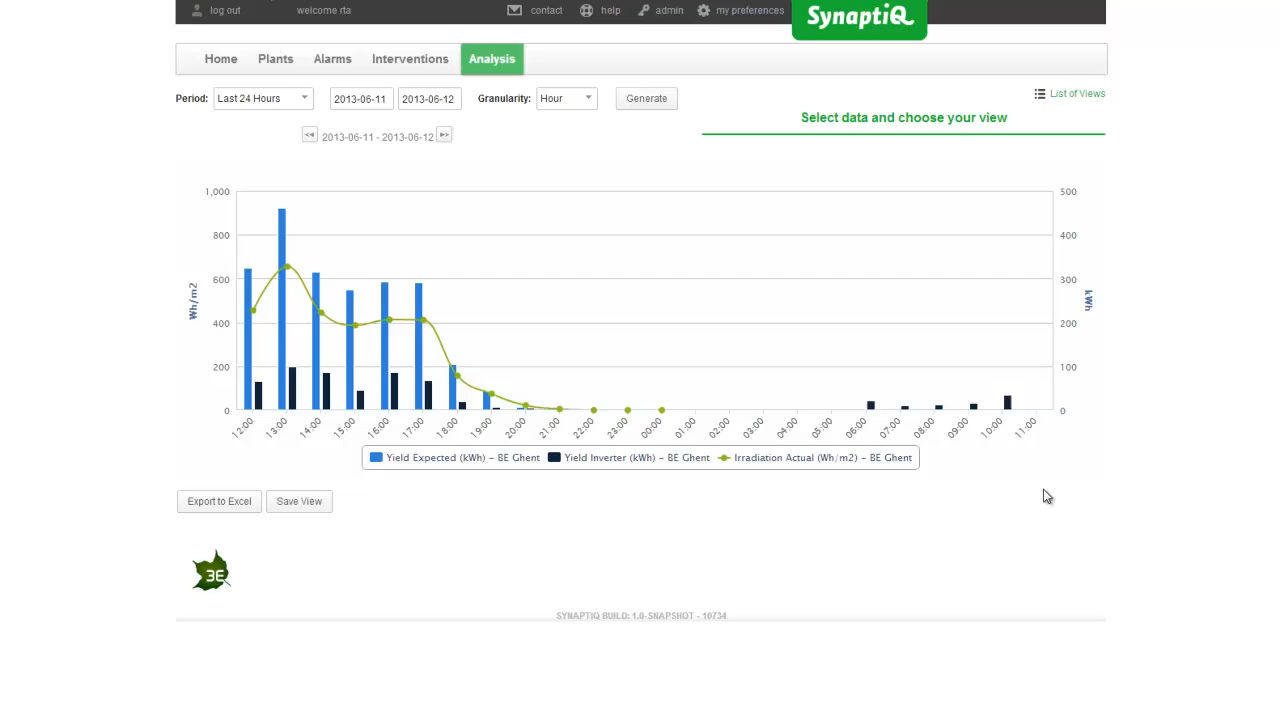 log out welcome rta contact help admin my preferences SynaptiQ
Home Plants Alarms Interventions Analysis
Period: Last 24 Hours 2013-06-11 2013-06-12 Granularity: Hour Generate
List of Views
Select data and choose your view
2013-06-11 - 2013-06-12
1,000 500
800 400
600 300
Wh/m2 kWh
400 200
200 100
0 0
12:00 13:00 14:00 15:00 16:00 17:00 18:00 19:00 20:00 21:00 22:00 23:00 00:00 01:00 02:00 03:00 04:00 05:00 06:00 07:00 08:00 09:00 10:00 11:00
Yield Expected (kWh) – BE Ghent Yield Inverter (kWh) – BE Ghent Irradiation Actual (Wh/m2) – BE Ghent
Export to Excel Save View
3E
SYNAPTIQ BUILD: 1.0-SNAPSHOT - 10734